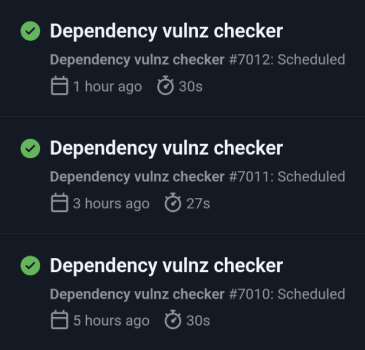 Dependency vulnz checker
Dependency vulnz checker #7012: Scheduled
1 hour ago 30s
Dependency vulnz checker
Dependency vulnz checker #7011: Scheduled
3 hours ago 27s
Dependency vulnz checker
Dependency vulnz checker #7010: Scheduled
5 hours ago 30s